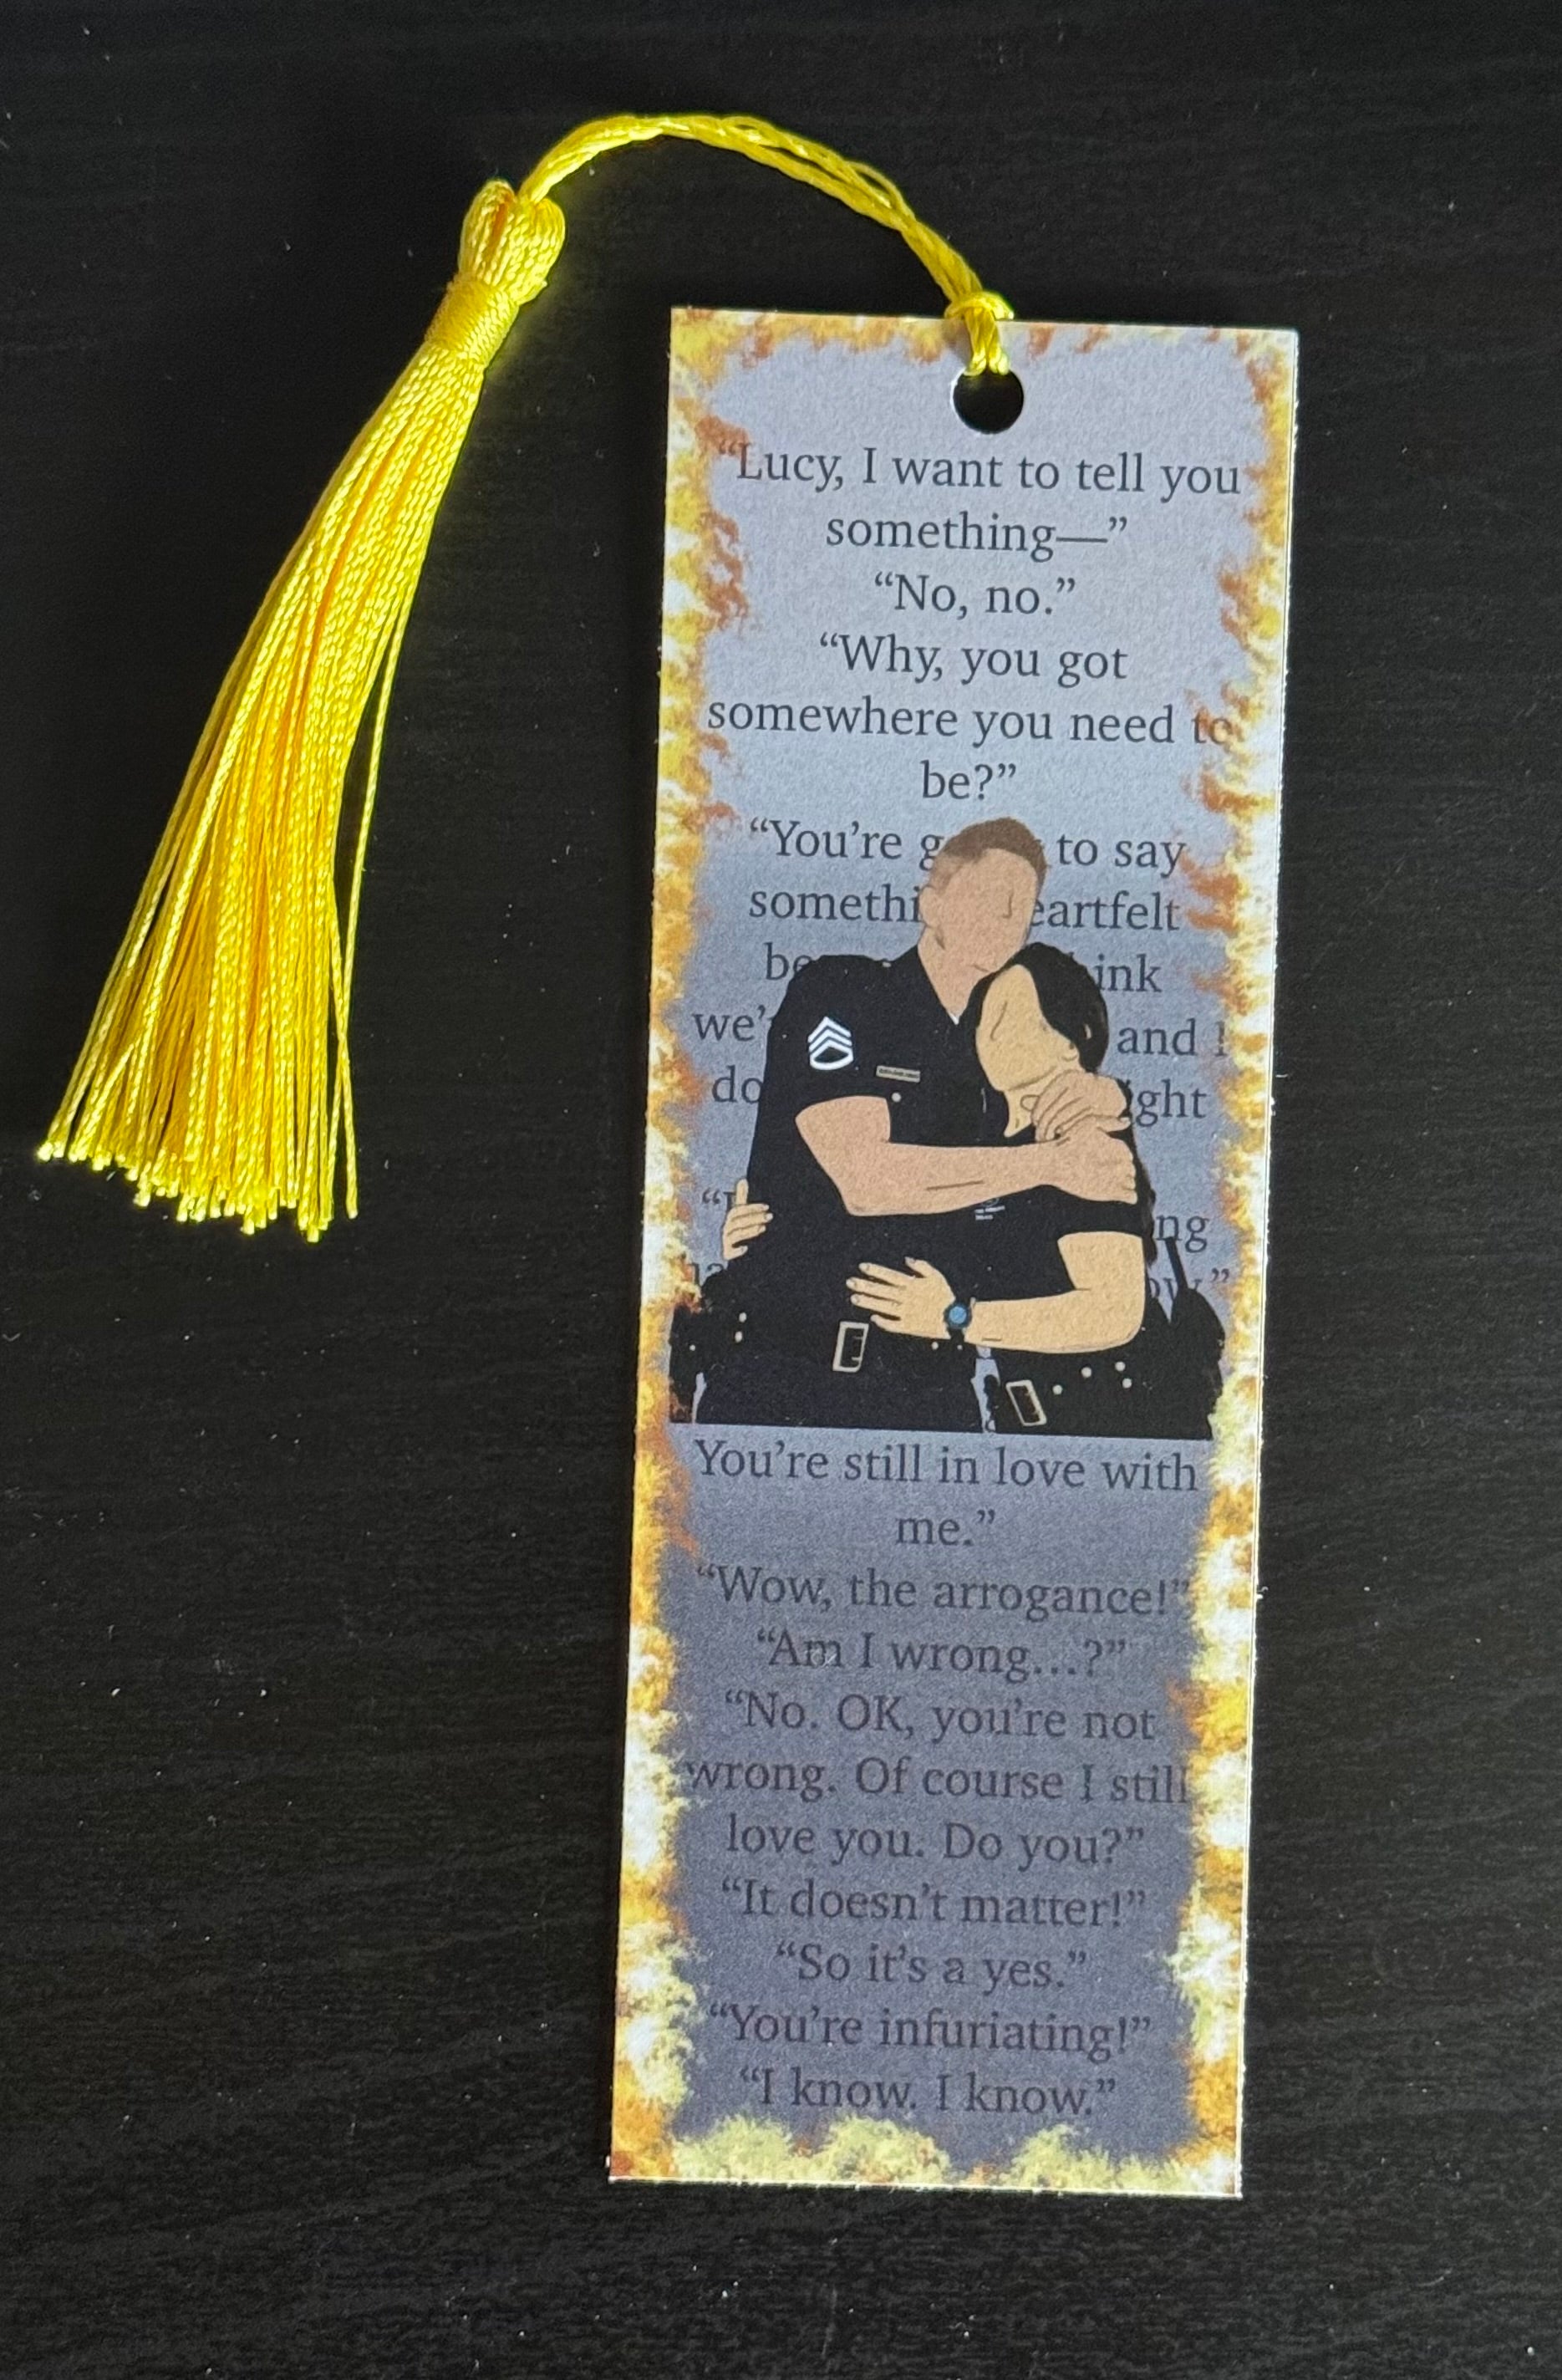 “Lucy, I want to tell you
something—”
“No, no.”
“Why, you got
somewhere you need to
be?”
“You’re to say
eartfelt
ink
we’ and I
do ght
ng
ow.”
You’re still in love with
me.”
“Wow, the arrogance!”
“Am I wrong...?”
“No. OK, you’re not
wrong. Of course I still
love you. Do you?”
“It doesn’t matter!”
“So it’s a yes.”
“You’re infuriating!”
“I know. I know.”